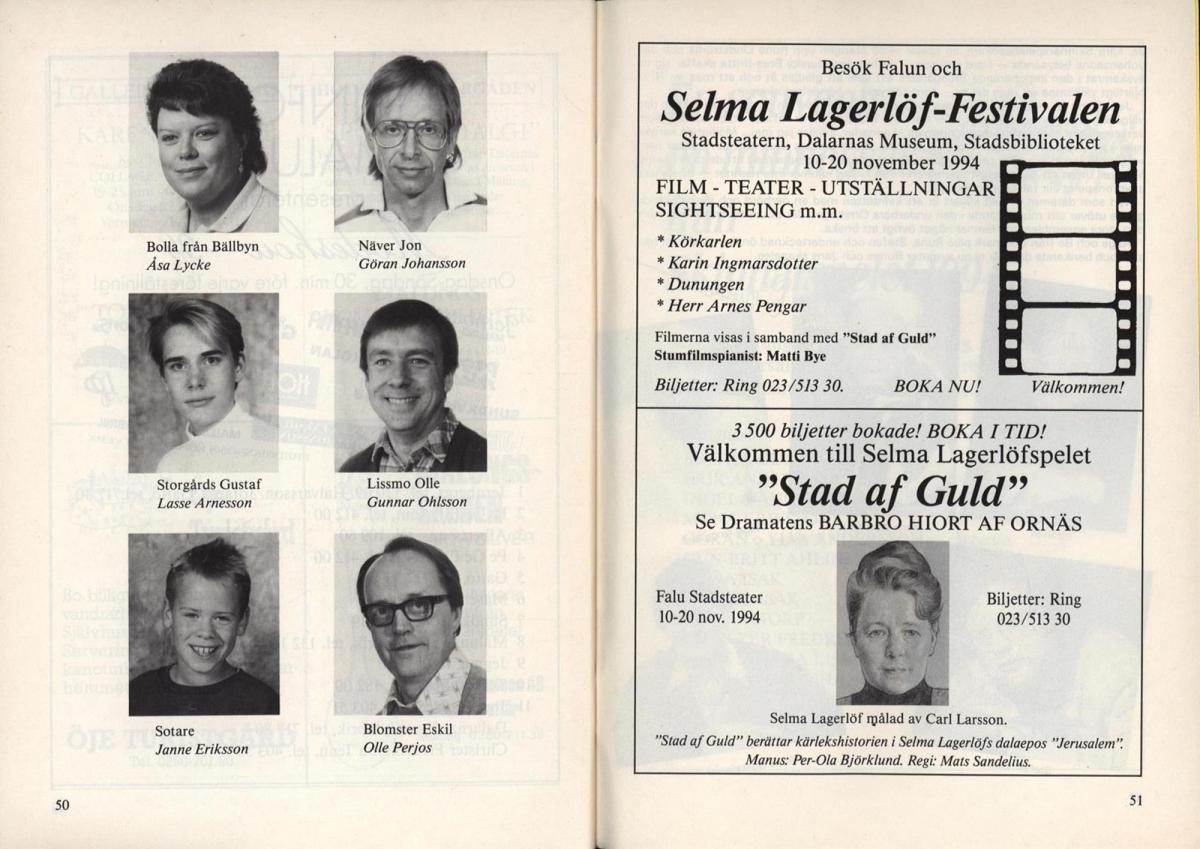 Bolla från Bällbyn
Åsa Lycke
Näver Jon
Göran Johansson
Storgårds Gustaf
Lasse Arnesson
Lissmo Olle
Gunnar Ohlsson
Sotare
Janne Eriksson
Blomster Eskil
Olle Perjos
50
Besök Falun och
Selma Lagerlöf-Festivalen
Stadsteatern, Dalarnas Museum, Stadsbiblioteket
10-20 november 1994
FILM - TEATER - UTSTÄLLNINGAR
SIGHTSEEING m.m.
* Körkarlen
* Karin Ingmarsdotter
* Dunungen
* Herr Arnes Pengar
Filmerna visas i samband med "Stad af Guld"
Stumfilmspianist: Matti Bye
Biljetter: Ring 023/513 30. BOKA NU! Välkommen!
3 500 biljetter bokade! BOKA I TID!
Välkommen till Selma Lagerlöfspelet
"Stad af Guld"
Se Dramatens BARBRO HIORT AF ORNÄS
Falu Stadsteater
10-20 nov. 1994
Biljetter: Ring
023/513 30
Selma Lagerlöf målad av Carl Larsson.
"Stad af Guld" berättar kärlekshistorien i Selma Lagerlöfs dalaepos "Jerusalem".
Manus: Per-Ola Björklund. Regi: Mats Sandelius.
51